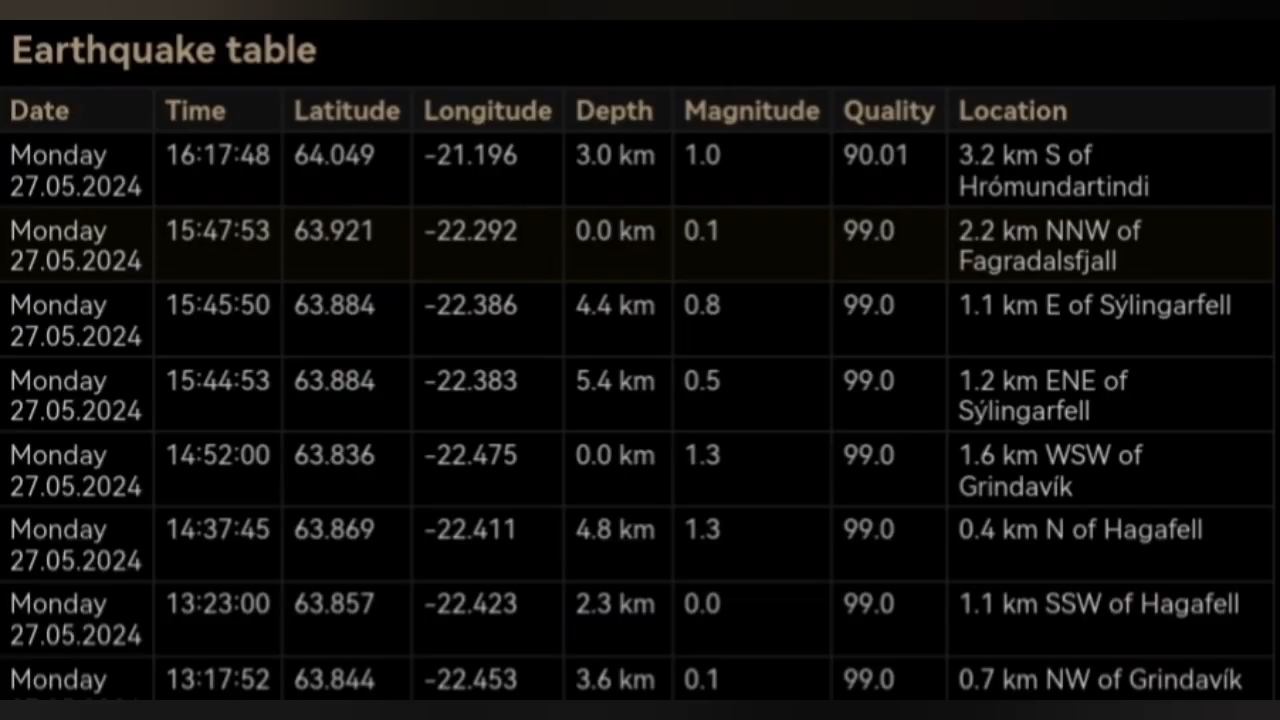 Earthquake table
Date Time Latitude Longitude Depth Magnitude Quality Location
Monday 16:17:48 64.049 -21.196 3.0 km 1.0 90.01 3.2 km S of
27.05.2024 Hrómundartindi
Monday 15:47:53 63.921 -22.292 0.0 km 0.1 99.0 2.2 km NNW of
27.05.2024 Fagradalsfjall
Monday 15:45:50 63.884 -22.386 4.4 km 0.8 99.0 1.1 km E of Sýlingarfell
27.05.2024
Monday 15:44:53 63.884 -22.383 5.4 km 0.5 99.0 1.2 km ENE of
27.05.2024 Sýlingarfell
Monday 14:52:00 63.836 -22.475 0.0 km 1.3 99.0 1.6 km WSW of
27.05.2024 Grindavík
Monday 14:37:45 63.869 -22.411 4.8 km 1.3 99.0 0.4 km N of Hagafell
27.05.2024
Monday 13:23:00 63.857 -22.423 2.3 km 0.0 99.0 1.1 km SSW of Hagafell
27.05.2024
Monday 13:17:52 63.844 -22.453 3.6 km 0.1 99.0 0.7 km NW of Grindavík